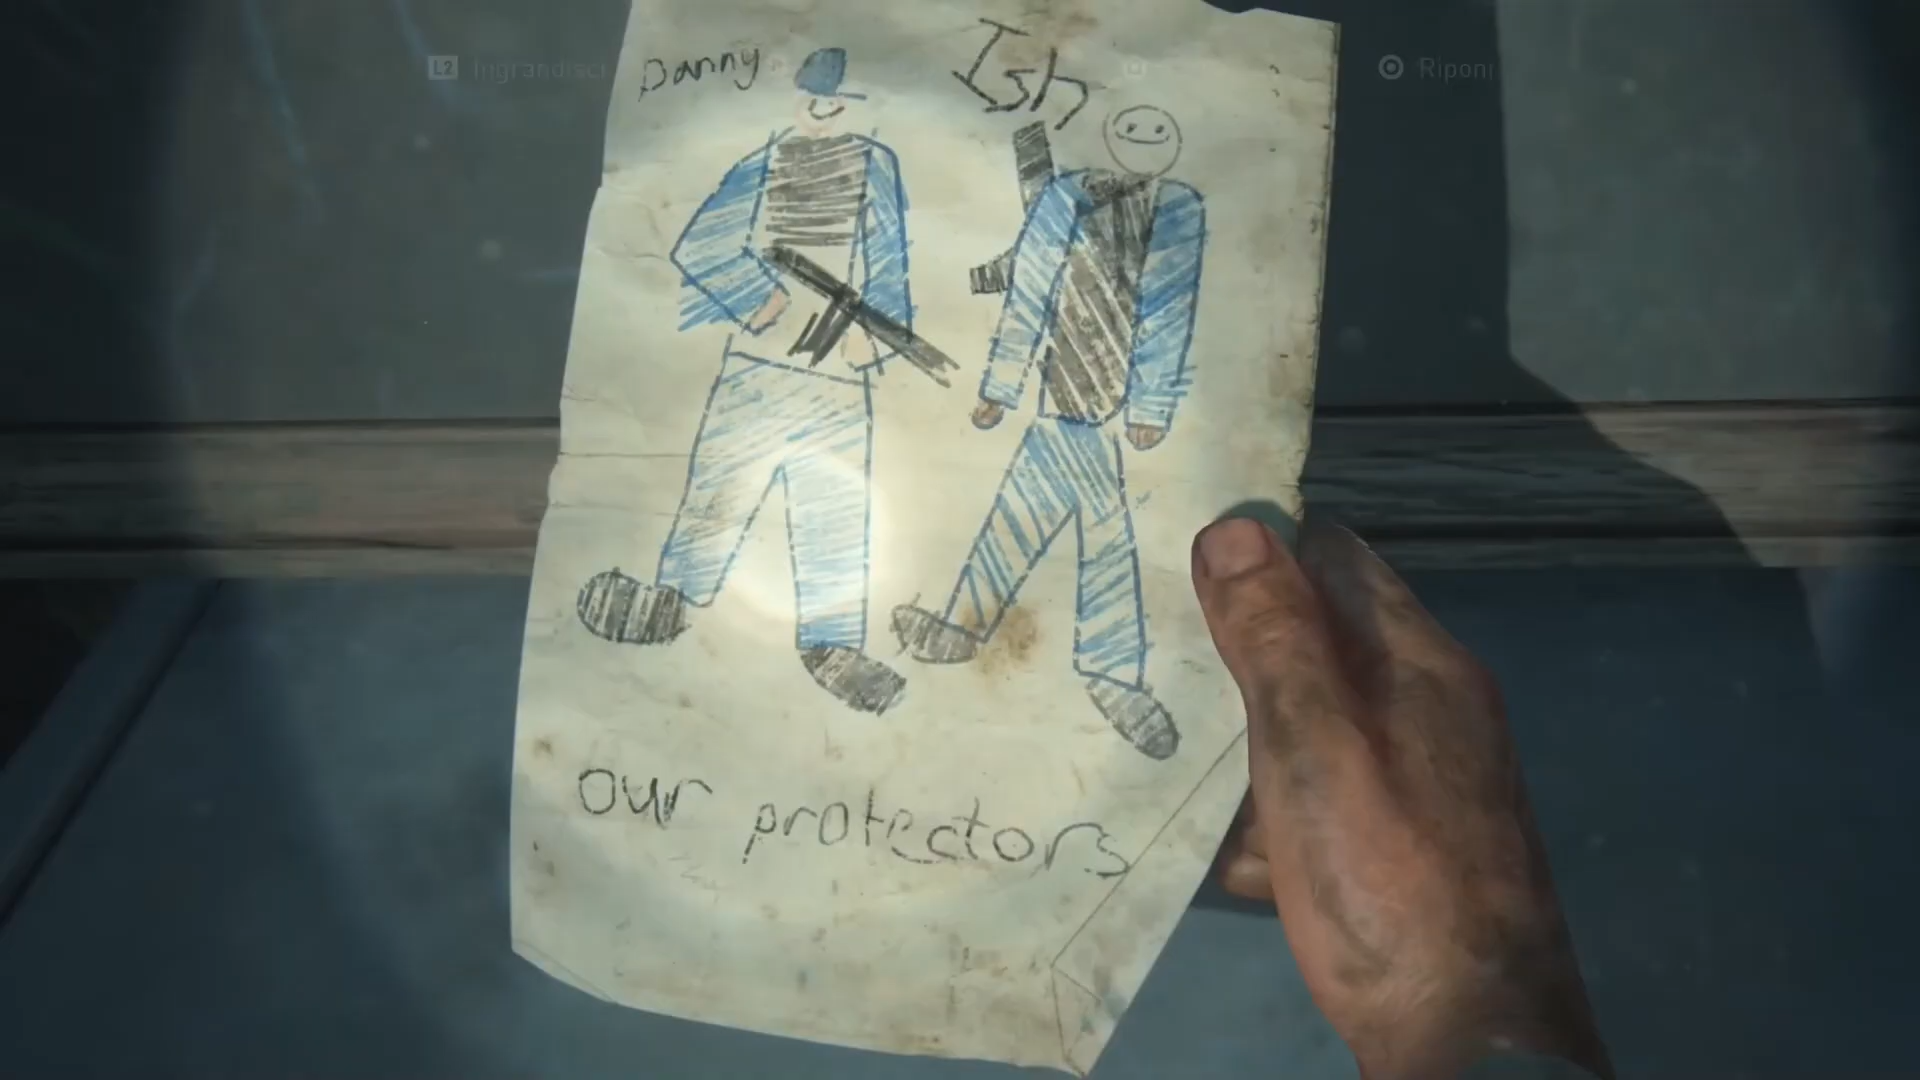 L2 Ingrandisci
Riponi
Danny
Ish
our protectors